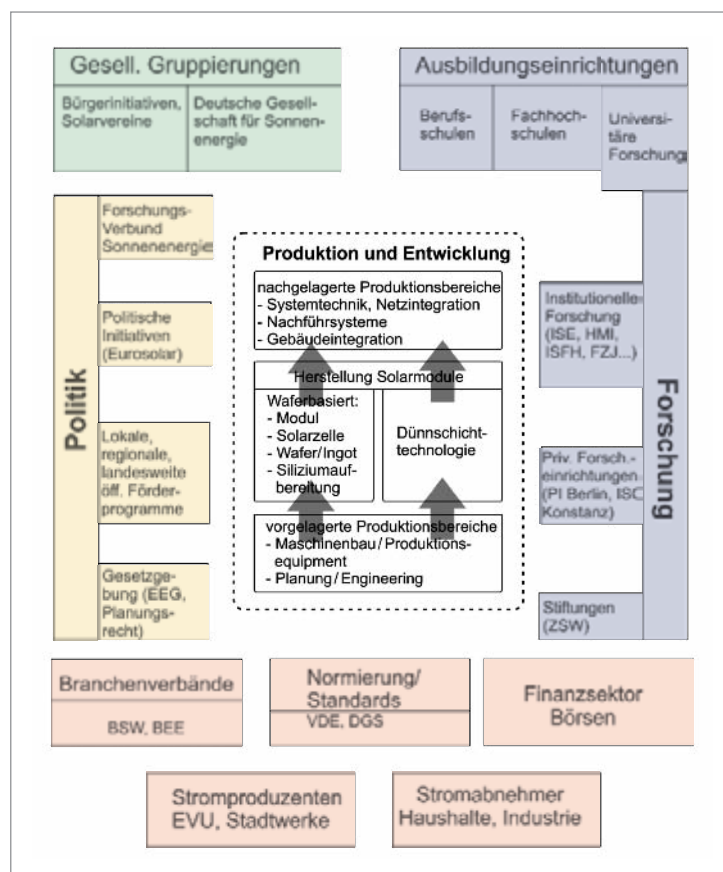 Gesell. Gruppierungen
Bürgerinitiativen,
Solarvereine
Deutsche Gesell-
schaft für Sonnen-
energie
Ausbildungseinrichtungen
Berufs-
schulen
Fachhoch-
schulen
Universi-
täre
Forschung
Politik
Forschungs-
Verbund
Sonnenenergie
Politische
Initiativen
(Eurosolar)
Lokale,
regionale,
landesweite
öff. Förder-
programme
Gesetzge-
bung (EEG,
Planungs-
recht)
Produktion und Entwicklung
nachgelagerte Produktionsbereiche
- Systemtechnik, Netzintegration
- Nachführsysteme
- Gebäudeintegration
Herstellung Solarmodule
Waferbasiert:
- Modul
- Solarzelle
- Wafer/Ingot
- Siliziumauf-
bereitung
Dünnschicht-
technologie
vorgelagerte Produktionsbereiche
- Maschinenbau/Produktions-
equipment
- Planung/Engineering
Forschung
Institutionelle
Forschung
(ISE, HMI,
ISFH, FZJ...)
Priv. Forsch.-
einrichtungen
(PI Berlin, ISC
Konstanz)
Stiftungen
(ZSW)
Branchenverbände
BSW, BEE
Normierung/
Standards
VDE, DGS
Finanzsektor
Börsen
Stromproduzenten
EVU, Stadtwerke
Stromabnehmer
Haushalte, Industrie